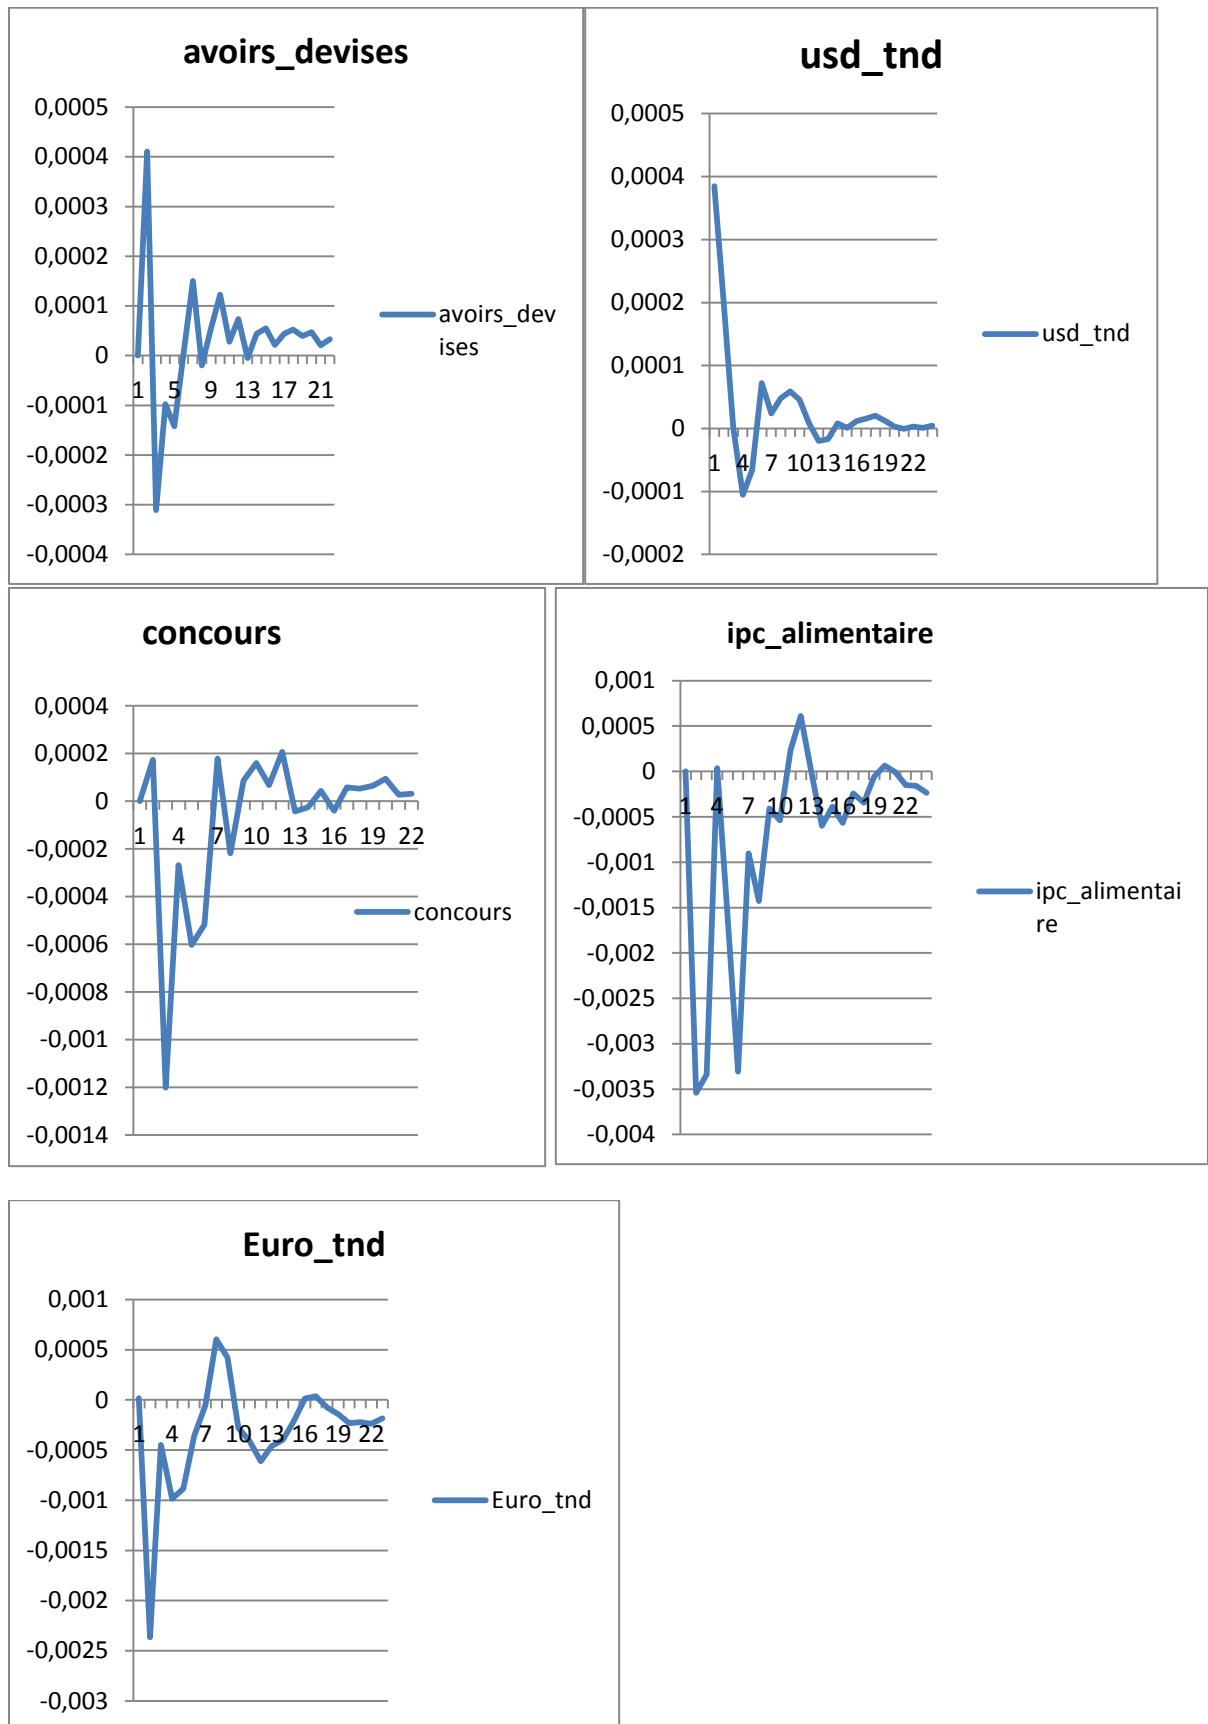 avoirs_devises
0,0005
0,0004
0,0003
0,0002
0,0001
0
-0,0001
-0,0002
-0,0003
-0,0004
1 5 9 13 17 21
avoirs_dev
ises
usd_tnd
0,0005
0,0004
0,0003
0,0002
0,0001
0
-0,0001
-0,0002
1 4 7 10 13 16 19 22
usd_tnd
concours
0,0004
0,0002
0
-0,0002
-0,0004
-0,0006
-0,0008
-0,001
-0,0012
-0,0014
1 4 7 10 13 16 19 22
concours
ipc_alimentaire
0,001
0,0005
0
-0,0005
-0,001
-0,0015
-0,002
-0,0025
-0,003
-0,0035
-0,004
1 4 7 10 13 16 19 22
ipc_alimentai
re
Euro_tnd
0,001
0,0005
0
-0,0005
-0,001
-0,0015
-0,002
-0,0025
-0,003
1 4 7 10 13 16 19 22
Euro_tnd